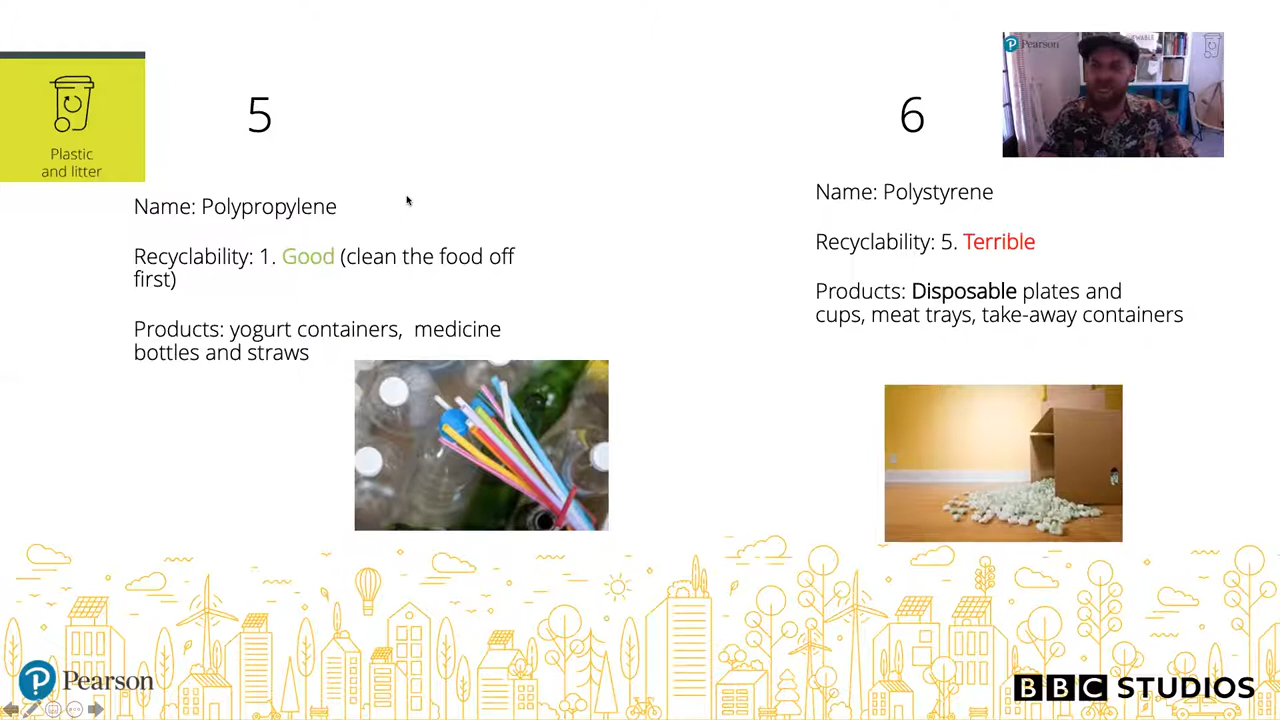 Plastic
and litter
5
Name: Polypropylene
Recyclability: 1. Good (clean the food off
first)
Products: yogurt containers, medicine
bottles and straws
6
Name: Polystyrene
Recyclability: 5. Terrible
Products: Disposable plates and
cups, meat trays, take-away containers
Pearson
Pearson
BBC STUDIOS